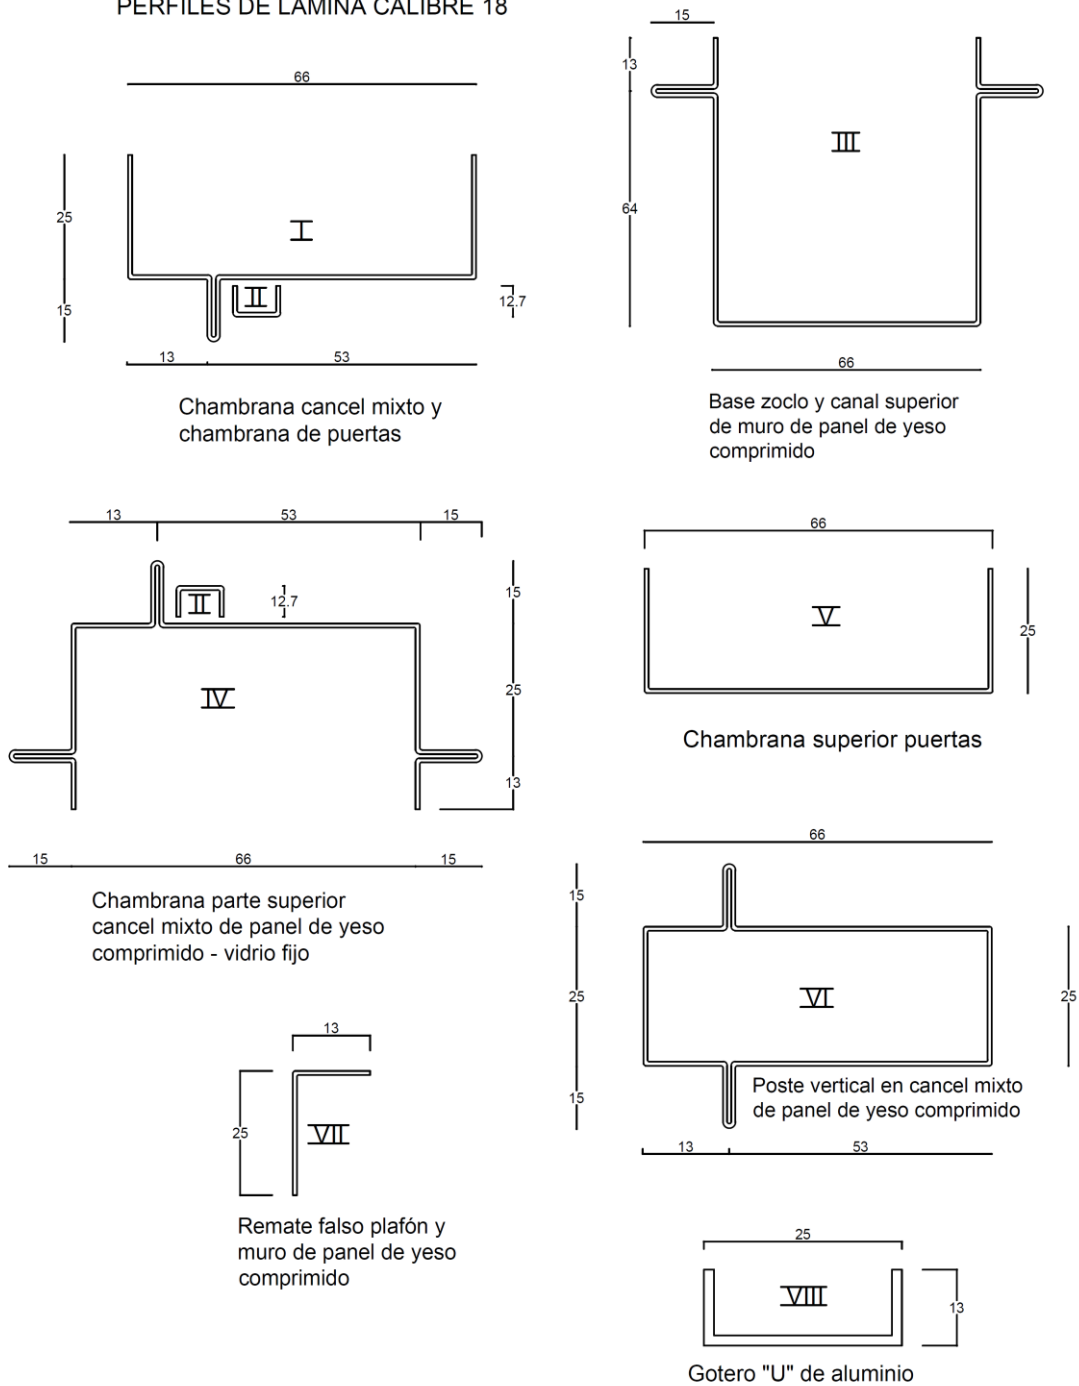 PERFILES DE LAMINA CALIBRE 18
66
25
15
I
II
12.7
13
53
Chambrana cancel mixto y
chambrana de puertas
15
13
64
III
66
Base zoclo y canal superior
de muro de panel de yeso
comprimido
13
53
15
II
12.7
IV
15
25
13
15
66
15
Chambrana parte superior
cancel mixto de panel de yeso
comprimido - vidrio fijo
66
V
25
Chambrana superior puertas
66
15
25
15
VI
25
Poste vertical en cancel mixto
de panel de yeso comprimido
13
53
13
25
VII
Remate falso plafón y
muro de panel de yeso
comprimido
25
VIII
13
Gotero "U" de aluminio